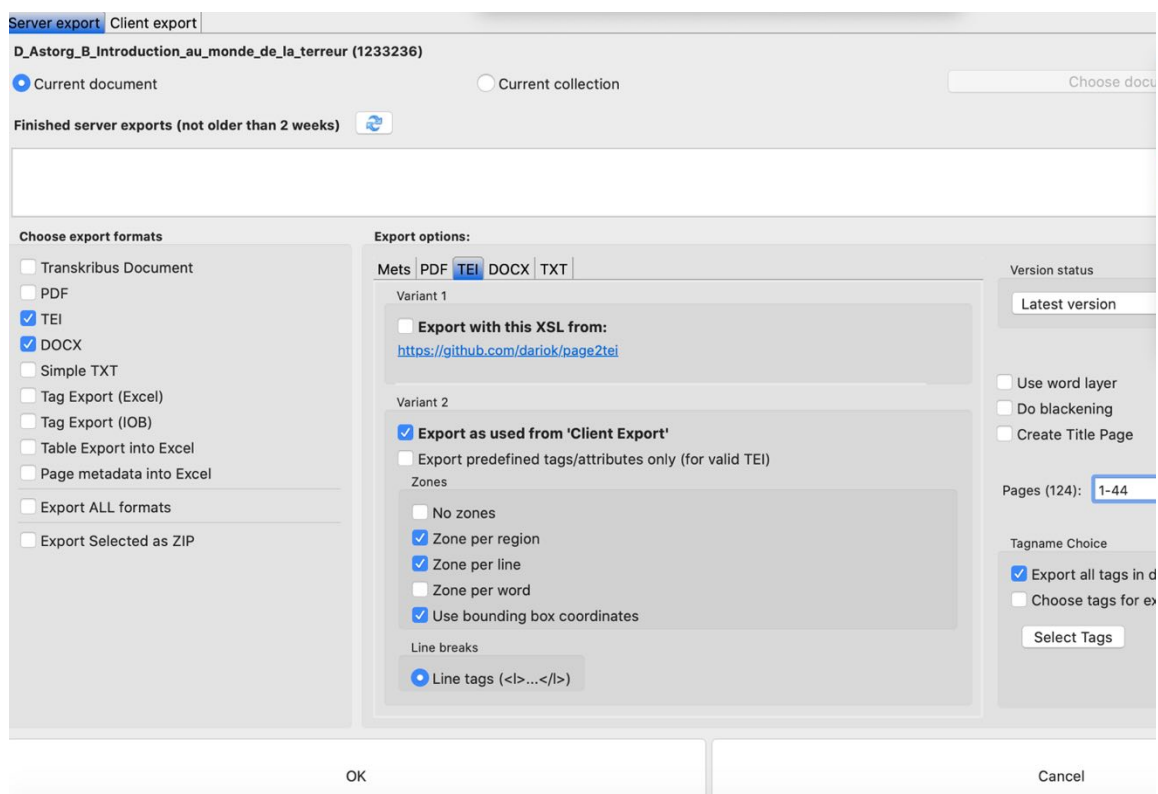 Server export Client export
D_Astorg_B_Introduction_au_monde_de_la_terreur (1233236)
Current document Current collection Choose docu
Finished server exports (not older than 2 weeks)
Choose export formats
Transkribus Document
PDF
TEI
DOCX
Simple TXT
Tag Export (Excel)
Tag Export (IOB)
Table Export into Excel
Page metadata into Excel
Export ALL formats
Export Selected as ZIP
Export options:
Mets PDF TEI DOCX TXT
Variant 1
Export with this XSL from:
https://github.com/dariok/page2tei
Variant 2
Export as used from 'Client Export'
Export predefined tags/attributes only (for valid TEI)
Zones
No zones
Zone per region
Zone per line
Zone per word
Use bounding box coordinates
Line breaks
Line tags (<l>...</l>)
Version status
Latest version
Use word layer
Do blackening
Create Title Page
Pages (124): 1-44
Tagname Choice
Export all tags in d
Choose tags for ex
Select Tags
OK Cancel